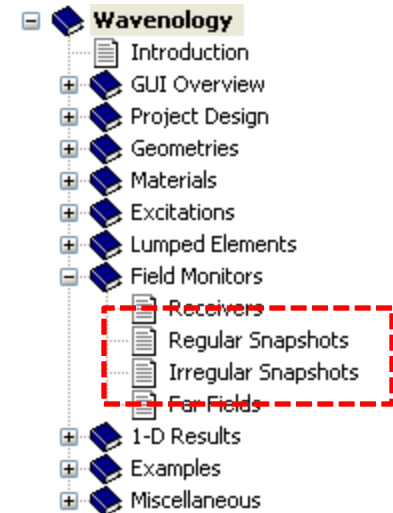 Wavenology
Introduction
GUI Overview
Project Design
Geometries
Materials
Excitations
Lumped Elements
Field Monitors
Receivers
Regular Snapshots
Irregular Snapshots
Far Fields
1-D Results
Examples
Miscellaneous